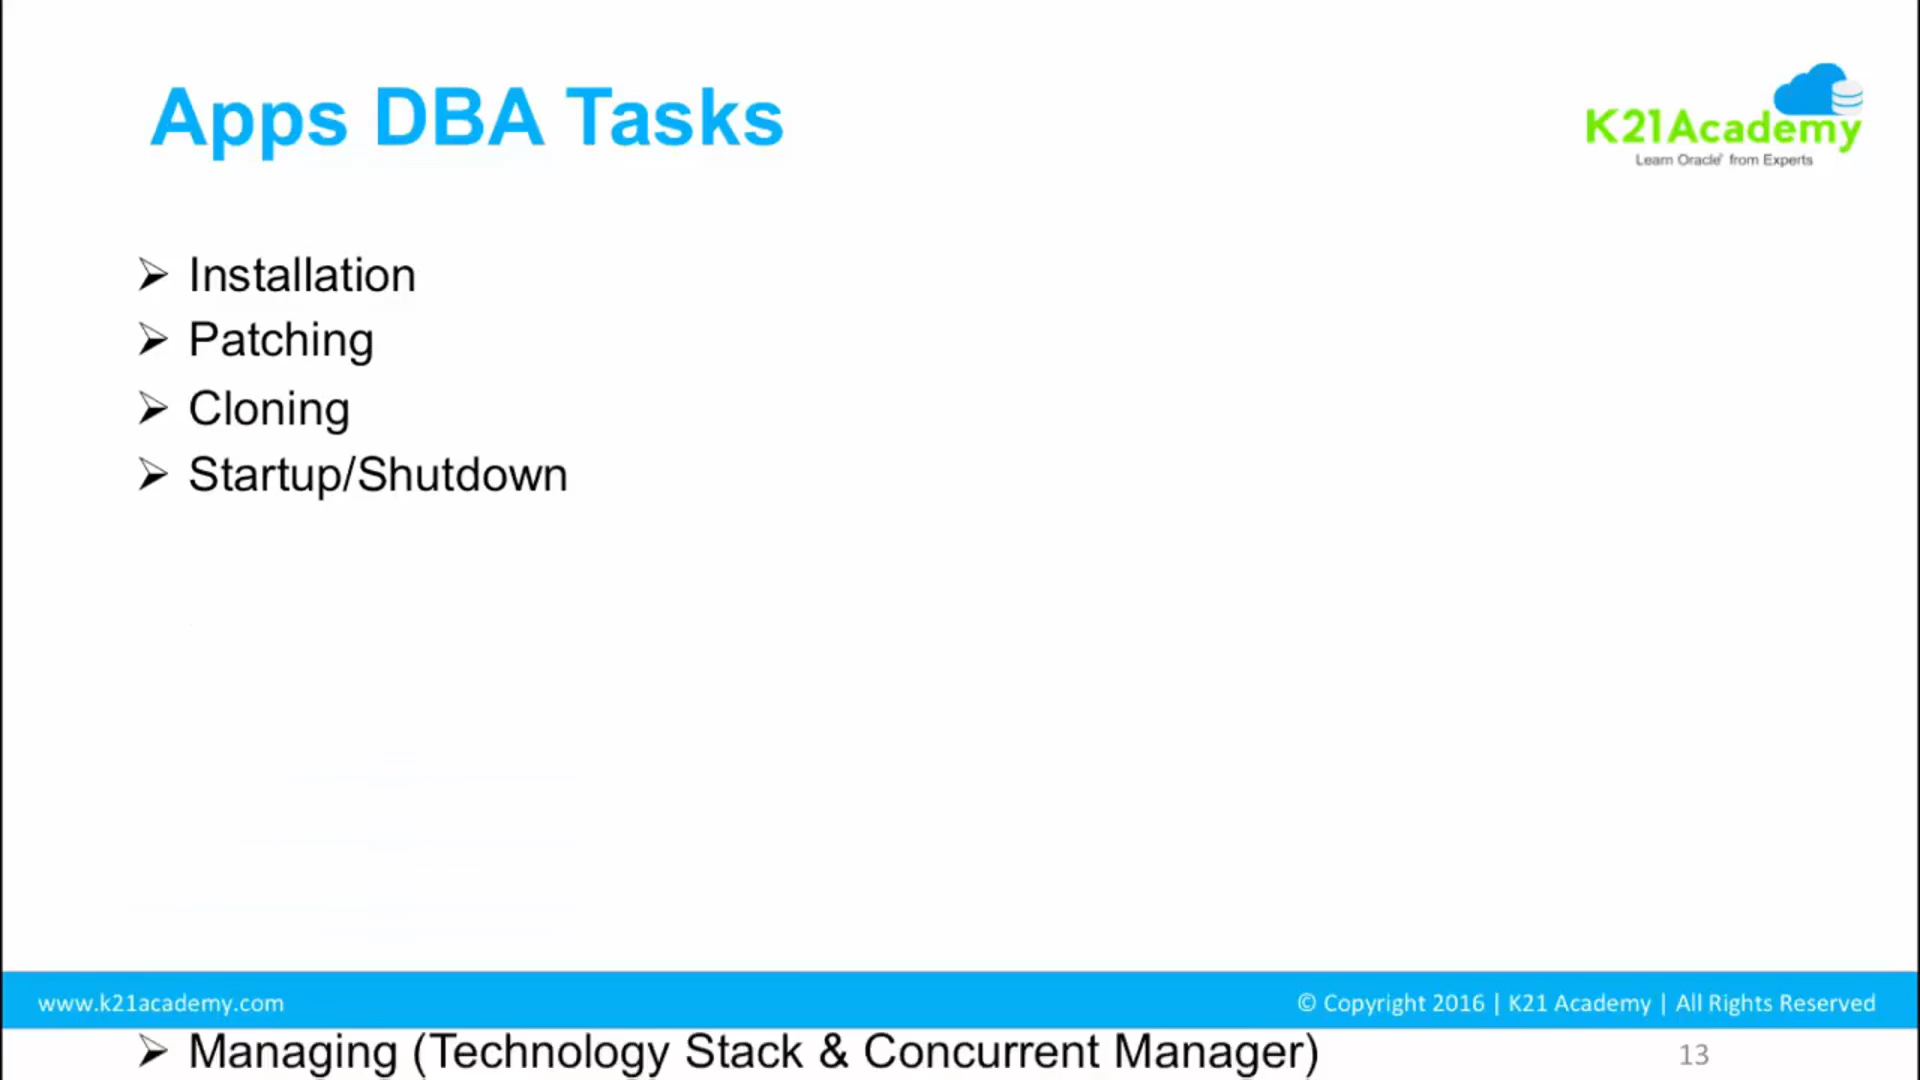 Apps DBA Tasks
K21Academy
Learn Oracle® from Experts
➢ Installation
➢ Patching
➢ Cloning
➢ Startup/Shutdown
www.k21academy.com
© Copyright 2016 | K21 Academy | All Rights Reserved
➢ Managing (Technology Stack & Concurrent Manager)
13